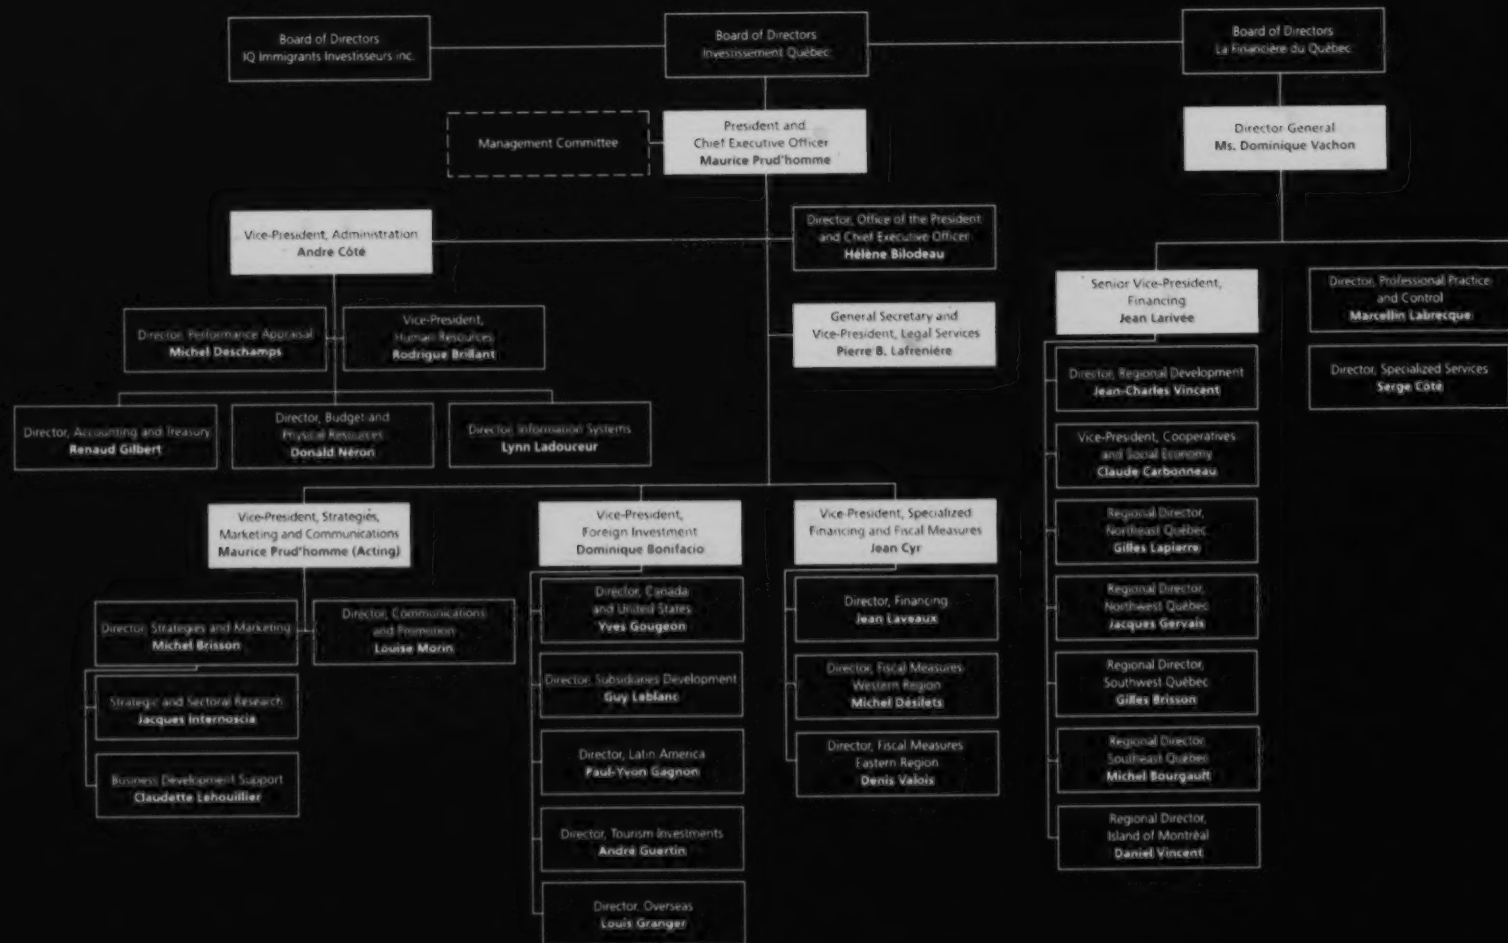 Board of Directors
IQ Immigrants Investisseurs inc.
Board of Directors
Investissement Québec
Board of Directors
La Financière du Québec
Management Committee
President and
Chief Executive Officer
Maurice Prud'homme
Director General
Ms. Dominique Vachon
Vice-President, Administration
Andre Côté
Director, Office of the President
and Chief Executive Officer
Hélène Bilodeau
Director, Performance Appraisal
Michel Deschamps
Vice-President,
Human Resources
Rodrigue Brillant
General Secretary and
Vice-President, Legal Services
Pierre B. Lafrenière
Director, Accounting and Treasury
Renaud Gilbert
Director, Budget and
Physical Resources
Donald Néron
Director, Information Systems
Lynn Ladouceur
Vice-President, Strategies,
Marketing and Communications
Maurice Prud'homme (Acting)
Director, Strategies and Marketing
Michel Brisson
Director, Communications
and Promotion
Louise Morin
Strategic and Sectoral Research
Jacques Internoscia
Business Development Support
Claudette Lehouillier
Vice-President,
Foreign Investment
Dominique Bonifacio
Director, Canada
and United States
Yves Gougeon
Director, Subsidiaries Development
Guy Leblanc
Director, Latin America
Paul-Yvon Gagnon
Director, Tourism Investments
André Guertin
Director, Overseas
Louis Granger
Vice-President, Specialized
Financing and Fiscal Measures
Jean Cyr
Director, Financing
Jean Laveaux
Director, Fiscal Measures
Western Region
Michel Désilets
Director, Fiscal Measures
Eastern Region
Denis Valois
Senior Vice-President,
Financing
Jean Larivée
Director, Regional Development
Jean-Charles Vincent
Vice-President, Cooperatives
and Social Economy
Claude Carbonneau
Regional Director,
Northeast Québec
Gilles Lapierre
Regional Director,
Northwest Québec
Jacques Gervais
Regional Director,
Southwest Québec
Gilles Brisson
Regional Director,
Southeast Québec
Michel Bourgault
Regional Director,
Island of Montréal
Daniel Vincent
Director, Professional Practice
and Control
Marcellin Labrecque
Director, Specialized Services
Serge Côté